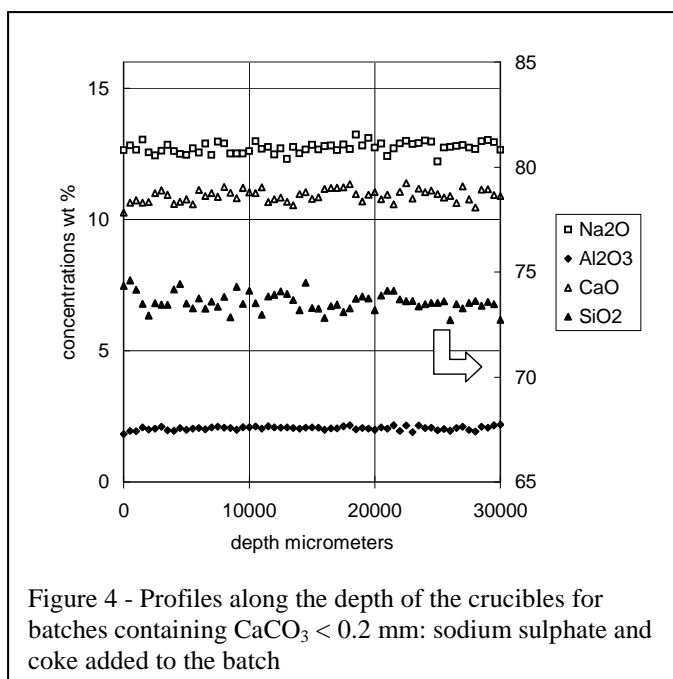 85
15
80
10
75
5
70
0
65
0 10000 20000 30000
concentrations wt %
depth micrometers
Na2O
Al2O3
CaO
SiO2
Figure 4 - Profiles along the depth of the crucibles for
batches containing CaCO₃ < 0.2 mm: sodium sulphate and
coke added to the batch